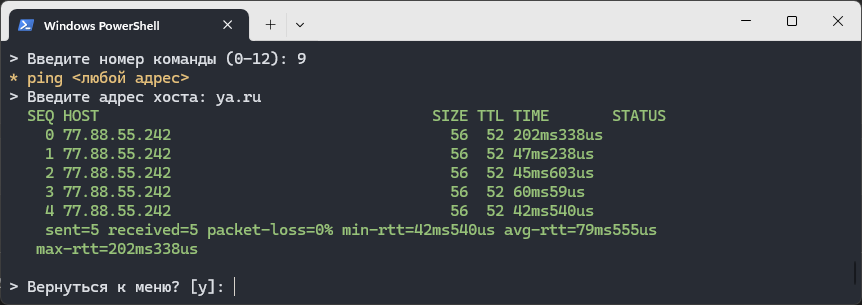 Windows PowerShell
> Введите номер команды (0-12): 9
* ping <любой адрес>
> Введите адрес хоста: ya.ru
SEQ HOST SIZE TTL TIME STATUS
0 77.88.55.242 56 52 202ms338us
1 77.88.55.242 56 52 47ms238us
2 77.88.55.242 56 52 45ms603us
3 77.88.55.242 56 52 60ms59us
4 77.88.55.242 56 52 42ms540us
sent=5 received=5 packet-loss=0% min-rtt=42ms540us avg-rtt=79ms555us
max-rtt=202ms338us
> Вернуться к меню? [y]: